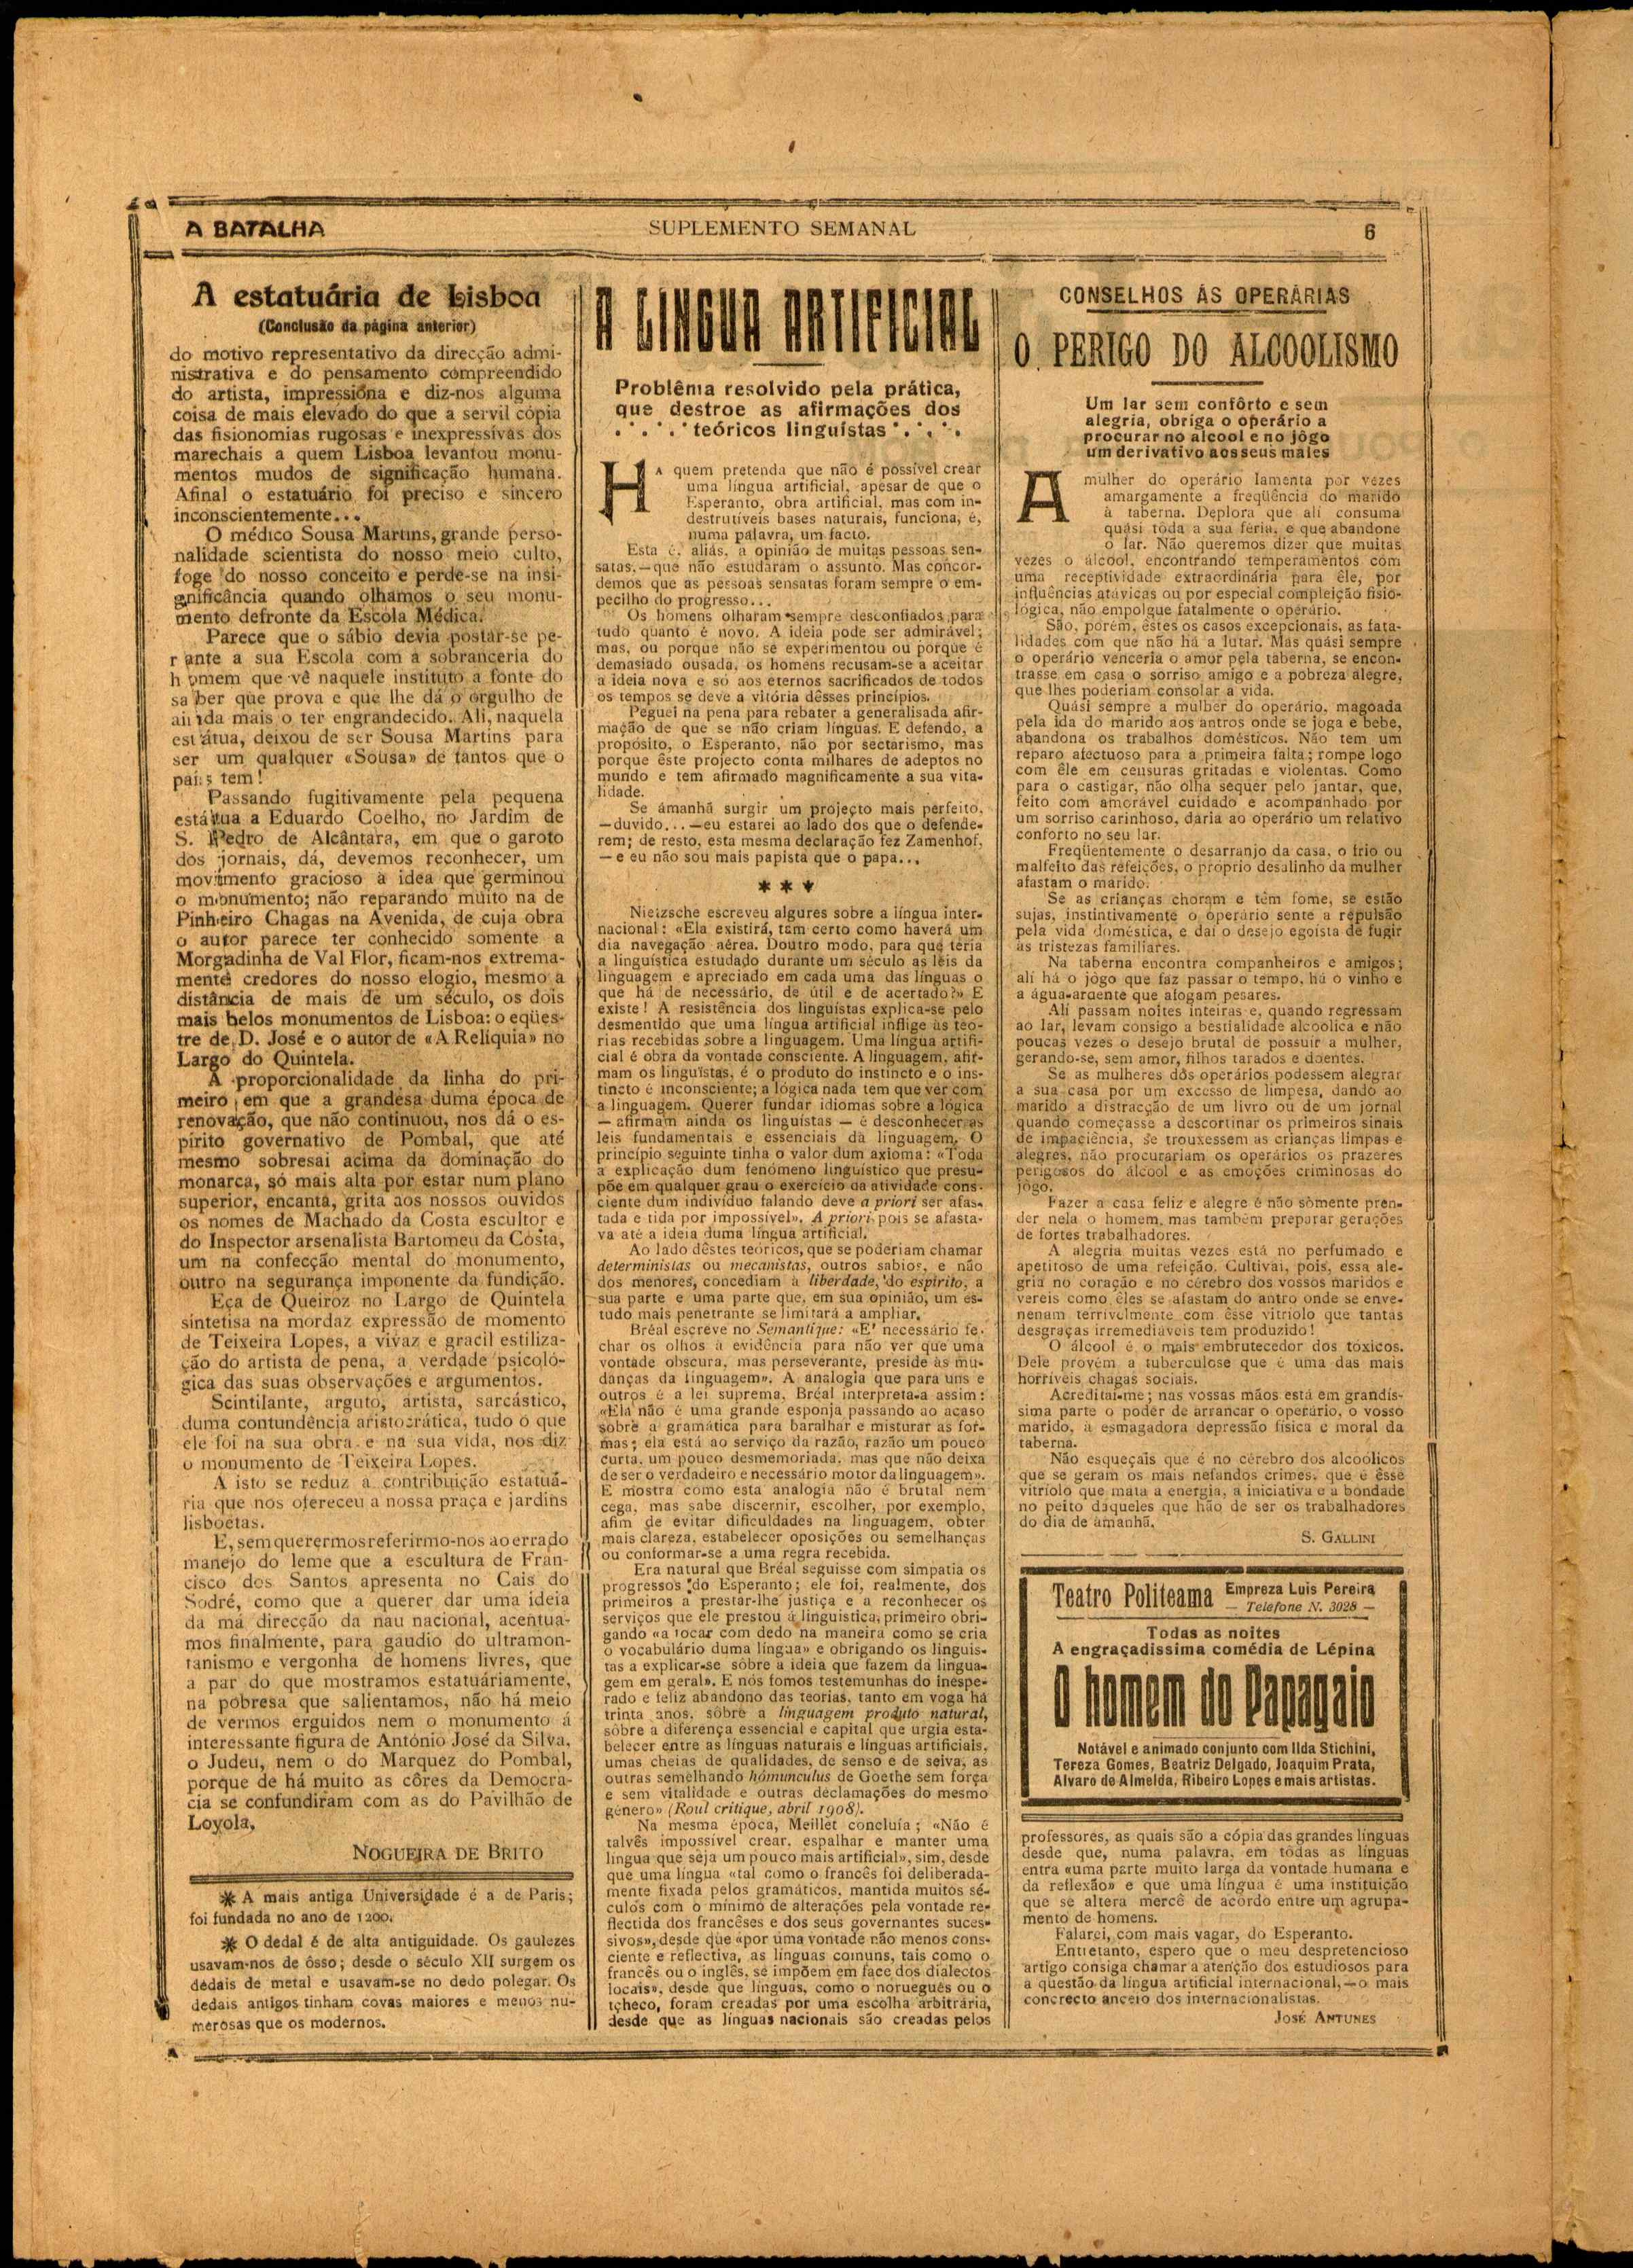 A BATALHA
SUPLEMENTO SEMANAL
6
A estatuária de Lisboa
(Conclusão da página anterior)
do motivo representativo da direcção admi-
nistrativa e do pensamento compreendido
do artista, impressiona e diz-nos alguma
coisa de mais elevado do que a servil cópia
das fisionomias rugosas e inexpressivas dos
marechais a quem Lisboa levantou monu-
mentos mudos de significação humana.
Afinal o estatuário foi preciso e sincero
inconscientemente...
O médico Sousa Martins, grande perso-
nalidade scientista do nosso meio culto,
foge do nosso conceito e perde-se na insi-
gnificância quando olhamos o seu monu-
mento defronte da Escola Médica.
Parece que o sábio devia postar-se pe-
rante a sua Escola com a sobranceria do
homem que vê naquele instituto a fonte do
saber que prova e que lhe dá o orgulho de
ainda mais o ter engrandecido. Ali, naquela
estátua, deixou de ser Sousa Martins para
ser um qualquer «Sousa» de tantos que o
país tem!
Passando fugitivamente pela pequena
estátua a Eduardo Coelho, no Jardim de
S. Pedro de Alcântara, em que o garoto
dos jornais, dá, devemos reconhecer, um
movimento gracioso à idea que germinou
o monumento; não reparando muito na de
Pinheiro Chagas na Avenida, de cuja obra
o autor parece ter conhecido somente a
Morgadinha de Val Flor, ficam-nos extrema-
mente credores do nosso elogio, mesmo a
distância de mais de um século, os dois
mais belos monumentos de Lisboa: o eqües-
tre de D. José e o autor de «A Relíquia» no
Largo do Quintela.
A proporcionalidade da linha do pri-
meiro, em que a grandesa duma época de
renovação, que não continuou, nos dá o es-
pírito governativo de Pombal, que até
mesmo sobresai acima da dominação do
monarca, só mais alta por estar num plano
superior, encanta, grita aos nossos ouvidos
os nomes de Machado da Costa escultor e
do Inspector arsenalista Bartomeu da Costa,
um na confecção mental do monumento,
outro na segurança imponente da fundição.
Eça de Queiroz no Largo de Quintela
sintetisa na mordaz expressão de momento
de Teixeira Lopes, a vivaz e gracil estiliza-
ção do artista de pena, a verdade psicoló-
gica das suas observações e argumentos.
Scintilante, arguto, artista, sarcástico,
duma contundência aristocrática, tudo o que
ele foi na sua obra e na sua vida, nos diz
o monumento de Teixeira Lopes.
A isto se reduz a contribuição estatuá-
ria que nos ofereceu a nossa praça e jardins
lisboetas.
E, sem querermos referirmo-nos ao errado
manejo do leme que a escultura de Fran-
cisco dos Santos apresenta no Cais do
Sodré, como que a querer dar uma ideia
da má direcção da nau nacional, acentua-
mos finalmente, para gaudio do ultramon-
tanismo e vergonha de homens livres, que
a par do que mostramos estatuáriamente,
na pobresa que salientamos, não há meio
de vermos erguidos nem o monumento á
interessante figura de António José da Silva,
o Judeu, nem o do Marquez do Pombal,
porque de há muito as côres da Democra-
cia se confundiram com as do Pavilhão de
Loyola.
NOGUEIRA DE BRITO
✱ A mais antiga Universidade é a de Paris;
foi fundada no ano de 1200.
✱ O dedal é de alta antiguidade. Os gaulezes
usavam-nos de ôsso; desde o século XII surgem os
dedais de metal e usavam-se no dedo polegar. Os
dedais antigos tinham covas maiores e menos nu-
merosas que os modernos.
A LINGUA ARTIFICIAL
Problêma resolvido pela prática,
que destroe as afirmações dos
teóricos linguístas
HA quem pretenda que não é possível crear
uma língua artificial, apesar de que o
Esperanto, obra artificial, mas com in-
destrutíveis bases naturais, funciona, é,
numa palavra, um facto.
Esta é, aliás, a opinião de muitas pessoas sen-
satas,—que não estudaram o assunto. Mas concor-
demos que as pessoas sensatas foram sempre o em-
pecilho do progresso...
Os homens olharam sempre desconfiados para
tudo quanto é novo. A ideia pode ser admirável;
mas, ou porque não se experimentou ou porque é
demasiado ousada, os homens recusam-se a aceitar
a ideia nova e só aos eternos sacrificados de todos
os tempos se deve a vitória dêsses princípios.
Peguei na pena para rebater a generalisada afir-
mação de que se não criam línguas. E defendo, a
propósito, o Esperanto, não por sectarismo, mas
porque êste projecto conta milhares de adeptos no
mundo e tem afirmado magnificamente a sua vita-
lidade.
Se ámanhã surgir um projecto mais perfeito,
—duvido...—eu estarei ao lado dos que o defende-
rem; de resto, esta mesma declaração fez Zamenhof,
—e eu não sou mais papista que o papa...
* * *
Nietzsche escreveu algures sobre a língua inter-
nacional: «Ela existirá, tam certo como haverá um
dia navegação aérea. Doutro modo, para que teria
a linguística estudado durante um século as leis da
linguagem e apreciado em cada uma das línguas o
que há de necessário, de útil e de acertado?» E
existe! A resistência dos linguístas explica-se pelo
desmentido que uma língua artificial inflige às teo-
rias recebidas sobre a linguagem. Uma língua artifi-
cial é obra da vontade consciente. A linguagem, afir-
mam os linguístas, é o produto do instincto e o ins-
tincto é inconsciente; a lógica nada tem que ver com
a linguagem. Querer fundar idiomas sobre a lógica
— afirmam ainda os linguístas — é desconhecer as
leis fundamentais e essenciais da linguagem. O
princípio seguinte tinha o valor dum axioma: «Toda
a explicação dum fenómeno linguístico que presu-
põe em qualquer grau o exercício da atividade cons-
ciente dum indivíduo falando deve a priori ser afas-
tada e tida por impossível». A priori, pois se afasta-
va até a ideia duma língua artificial.
Ao lado dêstes teóricos, que se poderiam chamar
deterministas ou mecanistas, outros sabios, e não
dos menores, concediam à liberdade, do espírito, a
sua parte e uma parte que, em sua opinião, um es-
tudo mais penetrante se limitará a ampliar.
Bréal escreve no Semantique: «E' necessário fe-
char os olhos à evidência para não ver que uma
vontade obscura, mas perseverante, preside às mu-
danças da linguagem». A analogia que para uns e
outros é a lei suprema, Bréal interpreta-a assim:
«Ela não é uma grande esponja passando ao acaso
sobre a gramática para baralhar e misturar as for-
mas; ela está ao serviço da razão, razão um pouco
curta, um pouco desmemoriada, mas que não deixa
de ser o verdadeiro e necessário motor da linguagem».
E mostra como esta analogia não é brutal nem
cega, mas sabe discernir, escolher, por exemplo,
afim de evitar dificuldades na linguagem, obter
mais clareza, estabelecer oposições ou semelhanças
ou conformar-se a uma regra recebida.
Era natural que Bréal seguisse com simpatia os
progressos do Esperanto; ele foi, realmente, dos
primeiros a prestar-lhe justiça e a reconhecer os
serviços que ele prestou á linguistica, primeiro obri-
gando «a tocar com dedo na maneira como se cria
o vocabulário duma língua» e obrigando os linguis-
tas a explicar-se sôbre a ideia que fazem da lingua-
gem em geral». E nós fomos testemunhas do inespe-
rado e feliz abandono das teorias, tanto em voga há
trinta anos, sôbre a linguagem produto natural,
sôbre a diferença essencial e capital que urgia esta-
belecer entre as línguas naturais e línguas artificiais,
umas cheias de qualidades, de senso e de seiva, as
outras semelhando hómunculus de Goethe sem força
e sem vitalidade e outras declamações do mesmo
género» (Roul critique, abril 1908).
Na mesma época, Meillet concluía; «Não é
talvês impossível crear, espalhar e manter uma
lingua que seja um pouco mais artificial», sim, desde
que uma língua «tal como o francês foi deliberada-
mente fixada pelos gramáticos, mantida muitos sé-
culos com o mínimo de alterações pela vontade re-
flectida dos francêses e dos seus governantes suces-
sivos», desde que «por uma vontade não menos cons-
ciente e reflectiva, as línguas comuns, tais como o
francês ou o inglês, se impõem em face dos dialectos
locais», desde que línguas, como o norueguês ou o
tcheco, foram creadas por uma escolha arbitrária,
desde que as línguas nacionais são creadas pelos
CONSELHOS ÁS OPERÁRIAS
O PERIGO DO ALCOOLISMO
Um lar sem confôrto e sem
alegria, obriga o operário a
procurar no alcool e no jôgo
um derivativo aos seus males
A mulher do operário lamenta por vezes
amargamente a freqüência do marido
à taberna. Deplora que ali consuma
quási tôda a sua féria, e que abandone
o lar. Não queremos dizer que muitas
vezes o álcool, encontrando temperamentos com
uma receptividade extraordinária para êle, por
influências atávicas ou por especial compleição fisio-
lógica, não empolgue fatalmente o operário.
São, porém, êstes os casos excepcionais, as fata-
lidades com que não há a lutar. Mas quási sempre
o operário venceria o amor pela taberna, se encon-
trasse em casa o sorriso amigo e a pobreza alegre,
que lhes poderiam consolar a vida.
Quási sempre a mulher do operário, magoada
pela ida do marido aos antros onde se joga e bebe,
abandona os trabalhos domésticos. Não tem um
reparo afectuoso para a primeira falta; rompe logo
com êle em censuras gritadas e violentas. Como
para o castigar, não olha sequer pelo jantar, que,
feito com amorável cuidado e acompanhado por
um sorriso carinhoso, daria ao operário um relativo
conforto no seu lar.
Freqüentemente o desarranjo da casa, o frio ou
malfeito das refeições, o próprio desalinho da mulher
afastam o marido.
Se as crianças choram e têm fome, se estão
sujas, instintivamente o operário sente a repulsão
pela vida doméstica, e daí o desejo egoísta de fugir
às tristezas familiares.
Na taberna encontra companheiros e amigos;
ali há o jôgo que faz passar o tempo, há o vinho e
a água-ardente que afogam pesares.
Ali passam noites inteiras e, quando regressam
ao lar, levam consigo a bestialidade alcoolica e não
poucas vezes o desejo brutal de possuir a mulher,
gerando-se, sem amor, filhos tarados e doentes.
Se as mulheres dos operários podessem alegrar
a sua casa por um excesso de limpesa, dando ao
marido a distracção de um livro ou de um jornal
quando começasse a descortinar os primeiros sinais
de impaciência, se trouxessem as crianças limpas e
alegres, não procurariam os operários os prazeres
perigosos do álcool e as emoções criminosas do
jôgo.
Fazer a casa feliz e alegre é não sómente pren-
der nela o homem, mas também preparar gerações
de fortes trabalhadores.
A alegria muitas vezes está no perfumado e
apetitoso de uma refeição. Cultivai, pois, essa ale-
gria no coração e no cérebro dos vossos maridos e
vereis como êles se afastam do antro onde se enve-
nenam terrivelmente com êsse vitríolo que tantas
desgraças irremediáveis tem produzido!
O álcool é o mais embrutecedor dos tóxicos.
Dele provém a tuberculose que é uma das mais
horríveis chagas sociais.
Acreditai-me; nas vossas mãos está em grandís-
sima parte o poder de arrancar o operário, o vosso
marido, à esmagadora depressão física e moral da
taberna.
Não esqueçais que é no cérebro dos alcoólicos
que se geram os mais nefandos crimes, que é êsse
vitríolo que mata a energia, a iniciativa e a bondade
no peito daqueles que hão de ser os trabalhadores
do dia de ámanhã.
S. GALLINI
Teatro Politeama
Empreza Luis Pereira
— Telefone N. 3028 —
Todas as noites
A engraçadissima comédia de Lépina
O homem do Papagaio
Notável e animado conjunto com Ilda Stichini,
Tereza Gomes, Beatriz Delgado, Joaquim Prata,
Alvaro de Almeida, Ribeiro Lopes e mais artistas.
professores, as quais são a cópia das grandes línguas
desde que, numa palavra, em tôdas as línguas
entra «uma parte muito larga da vontade humana e
da reflexão» e que uma língua é uma instituição
que se altera mercê de acôrdo entre um agrupa-
mento de homens.
Falarei, com mais vagar, do Esperanto.
Entretanto, espero que o meu despretencioso
artigo consiga chamar a atenção dos estudiosos para
a questão da língua artificial internacional,—o mais
concrecto anceio dos internacionalistas.
JOSÉ ANTUNES